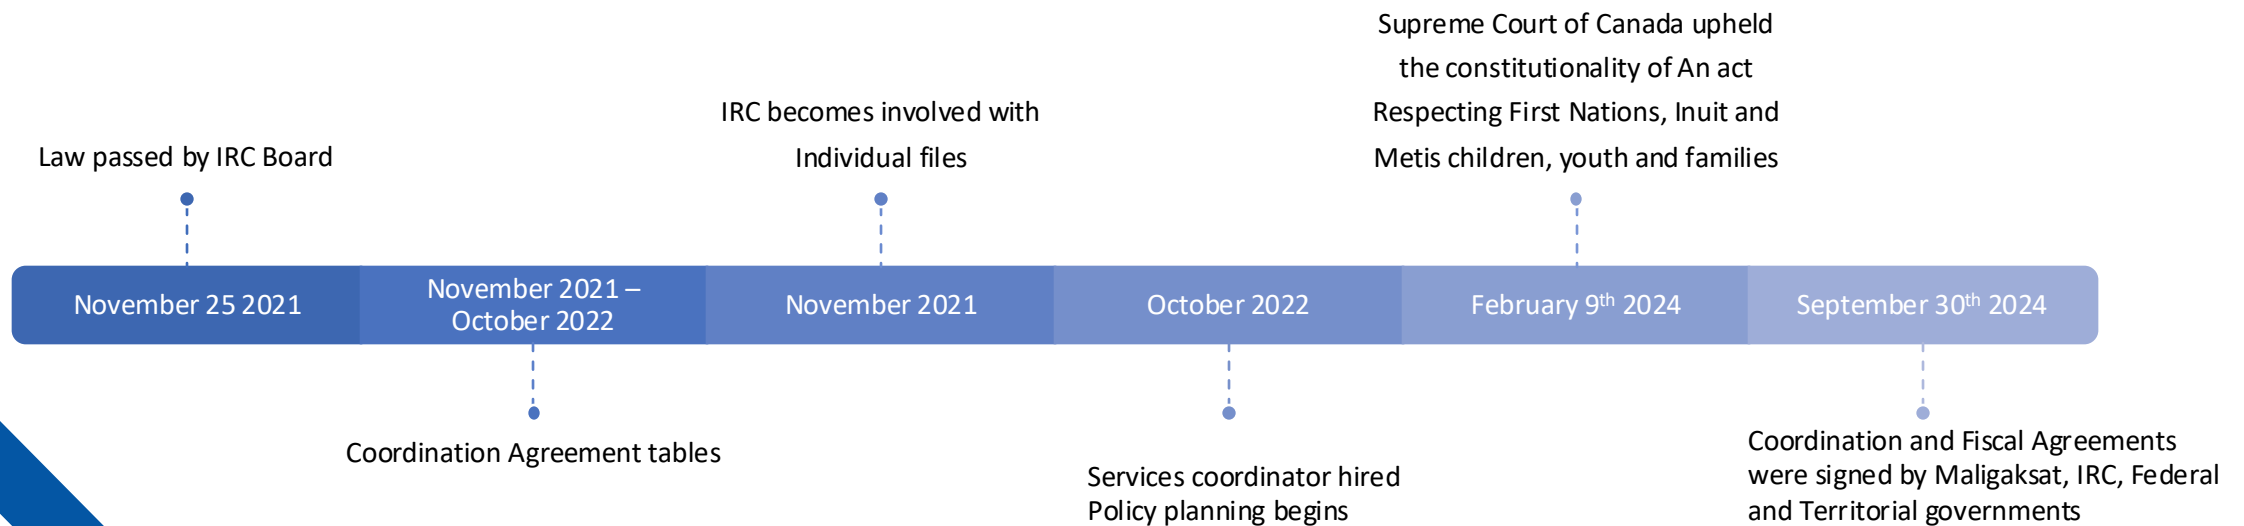 Law passed by IRC Board
November 25 2021
November 2021 –
October 2022
Coordination Agreement tables
IRC becomes involved with
Individual files
November 2021
October 2022
Services coordinator hired
Policy planning begins
Supreme Court of Canada upheld
the constitutionality of An act
Respecting First Nations, Inuit and
Metis children, youth and families
February 9th 2024
September 30th 2024
Coordination and Fiscal Agreements
were signed by Maligaksat, IRC, Federal
and Territorial governments